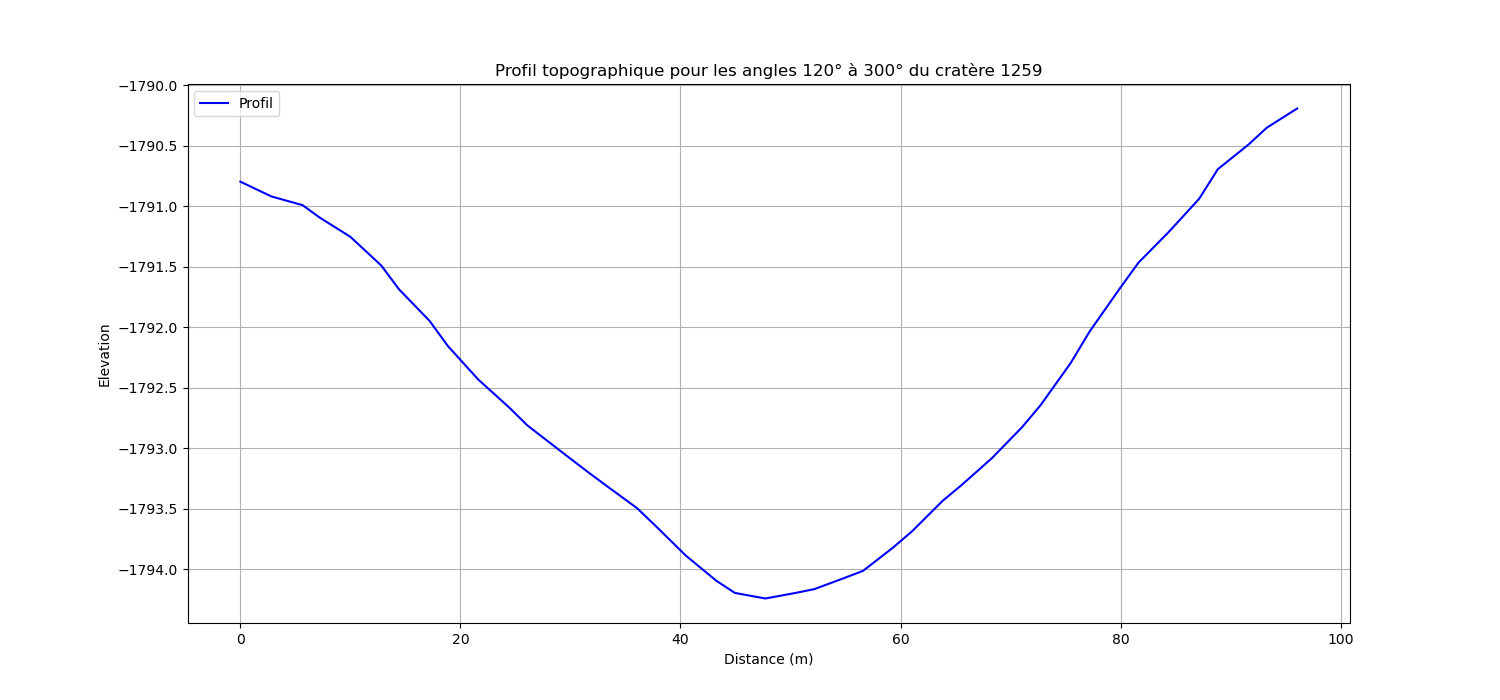 Profil topographique pour les angles 120° à 300° du cratère 1259
Profil
Elevation
−1790.0
−1790.5
−1791.0
−1791.5
−1792.0
−1792.5
−1793.0
−1793.5
−1794.0
0 20 40 60 80 100
Distance (m)